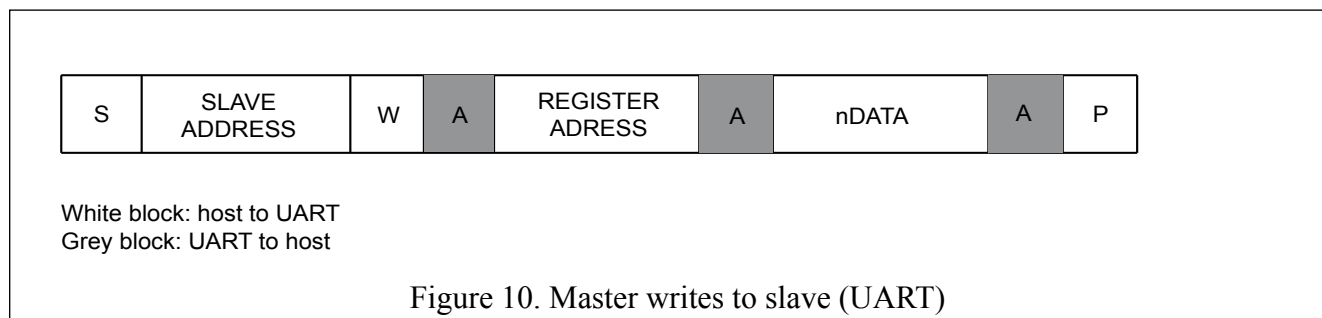 S SLAVE ADDRESS W A REGISTER ADRESS A nDATA A P
White block: host to UART
Grey block: UART to host
Figure 10. Master writes to slave (UART)